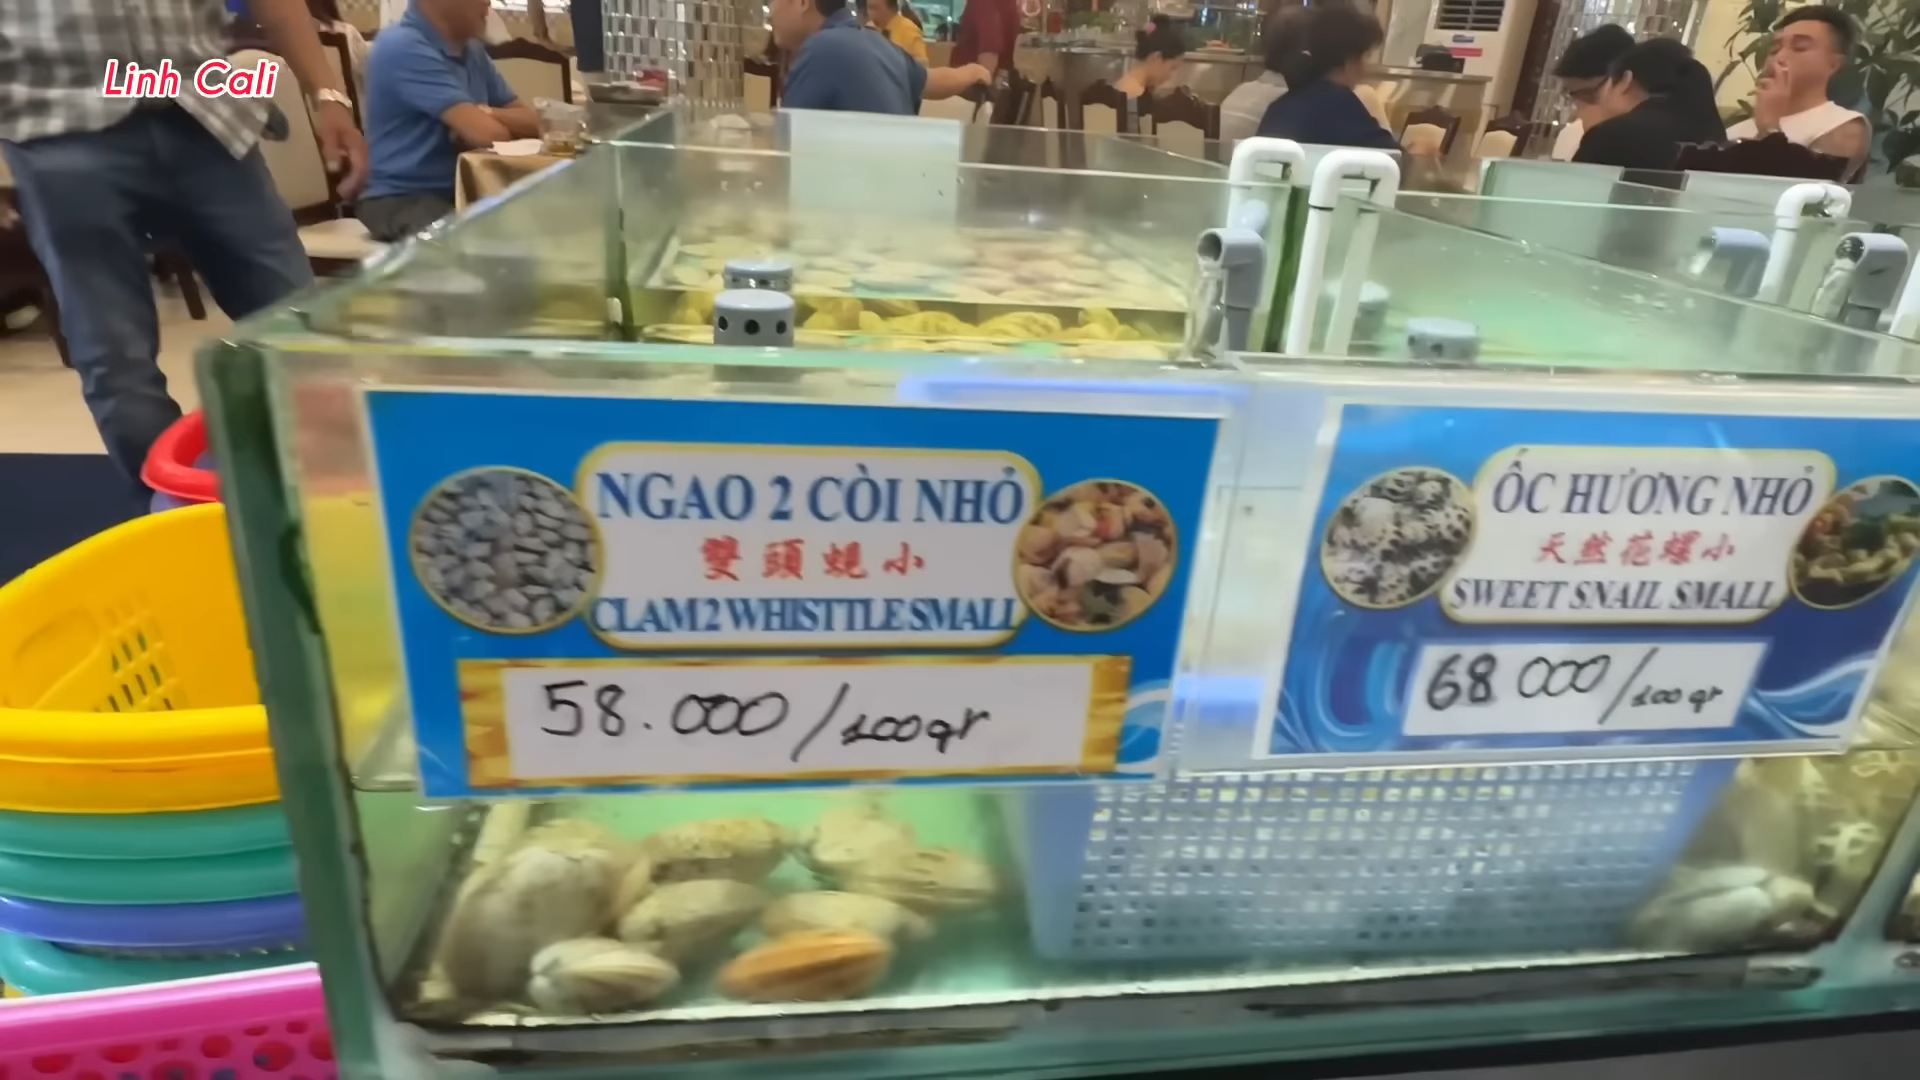 Linh Cali
NGAO 2 CÒI NHỎ
雙頭蜆小
CLAM 2 WHISTTLE SMALL
58.000/100gr
ỐC HƯƠNG NHỎ
天然花螺小
SWEET SNAIL SMALL
68 000/100gr